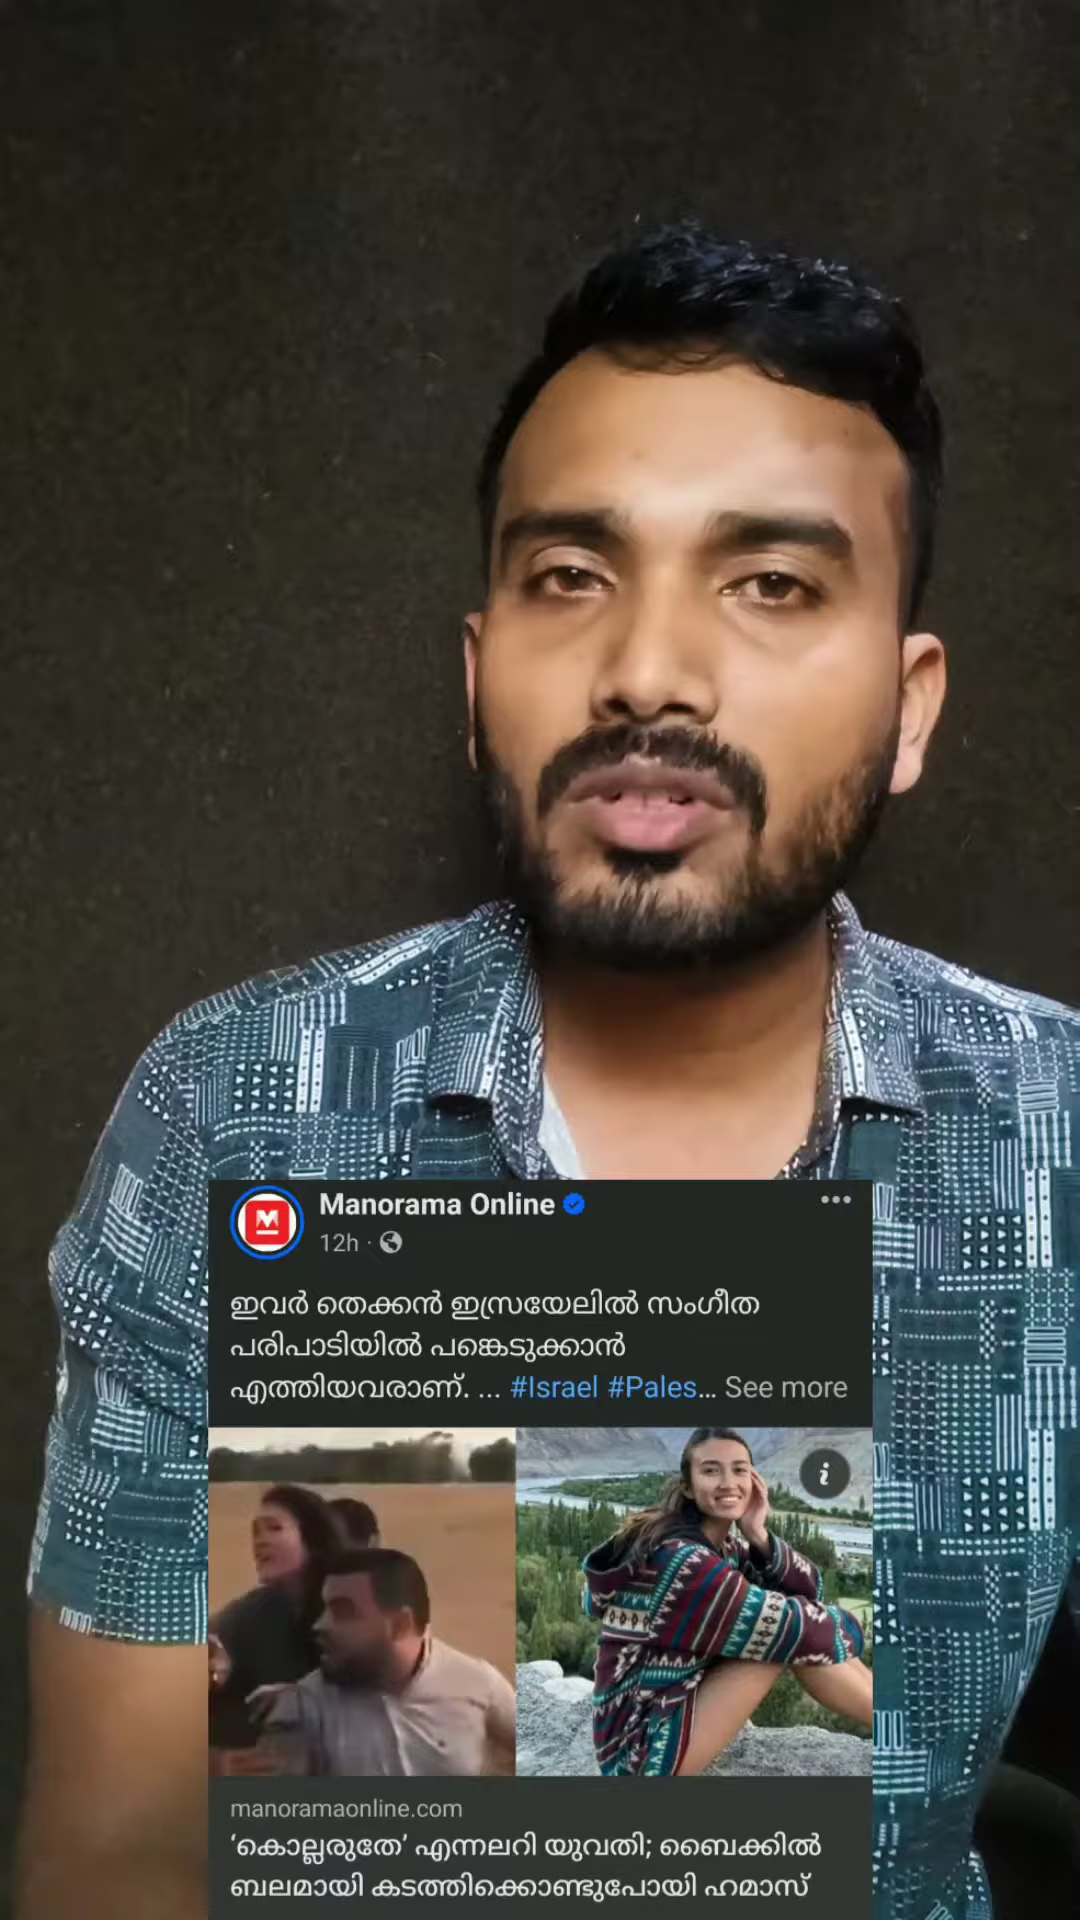 Manorama Online
12h
ഇവർ തെക്കൻ ഇസ്രയേലിൽ സംഗീത
പരിപാടിയിൽ പങ്കെടുക്കാൻ
എത്തിയവരാണ്. ... #Israel #Pales... See more
manoramaonline.com
‘കൊല്ലരുതേ’ എന്നലറി യുവതി; ബൈക്കിൽ
ബലമായി കടത്തിക്കൊണ്ടുപോയി ഹമാസ്